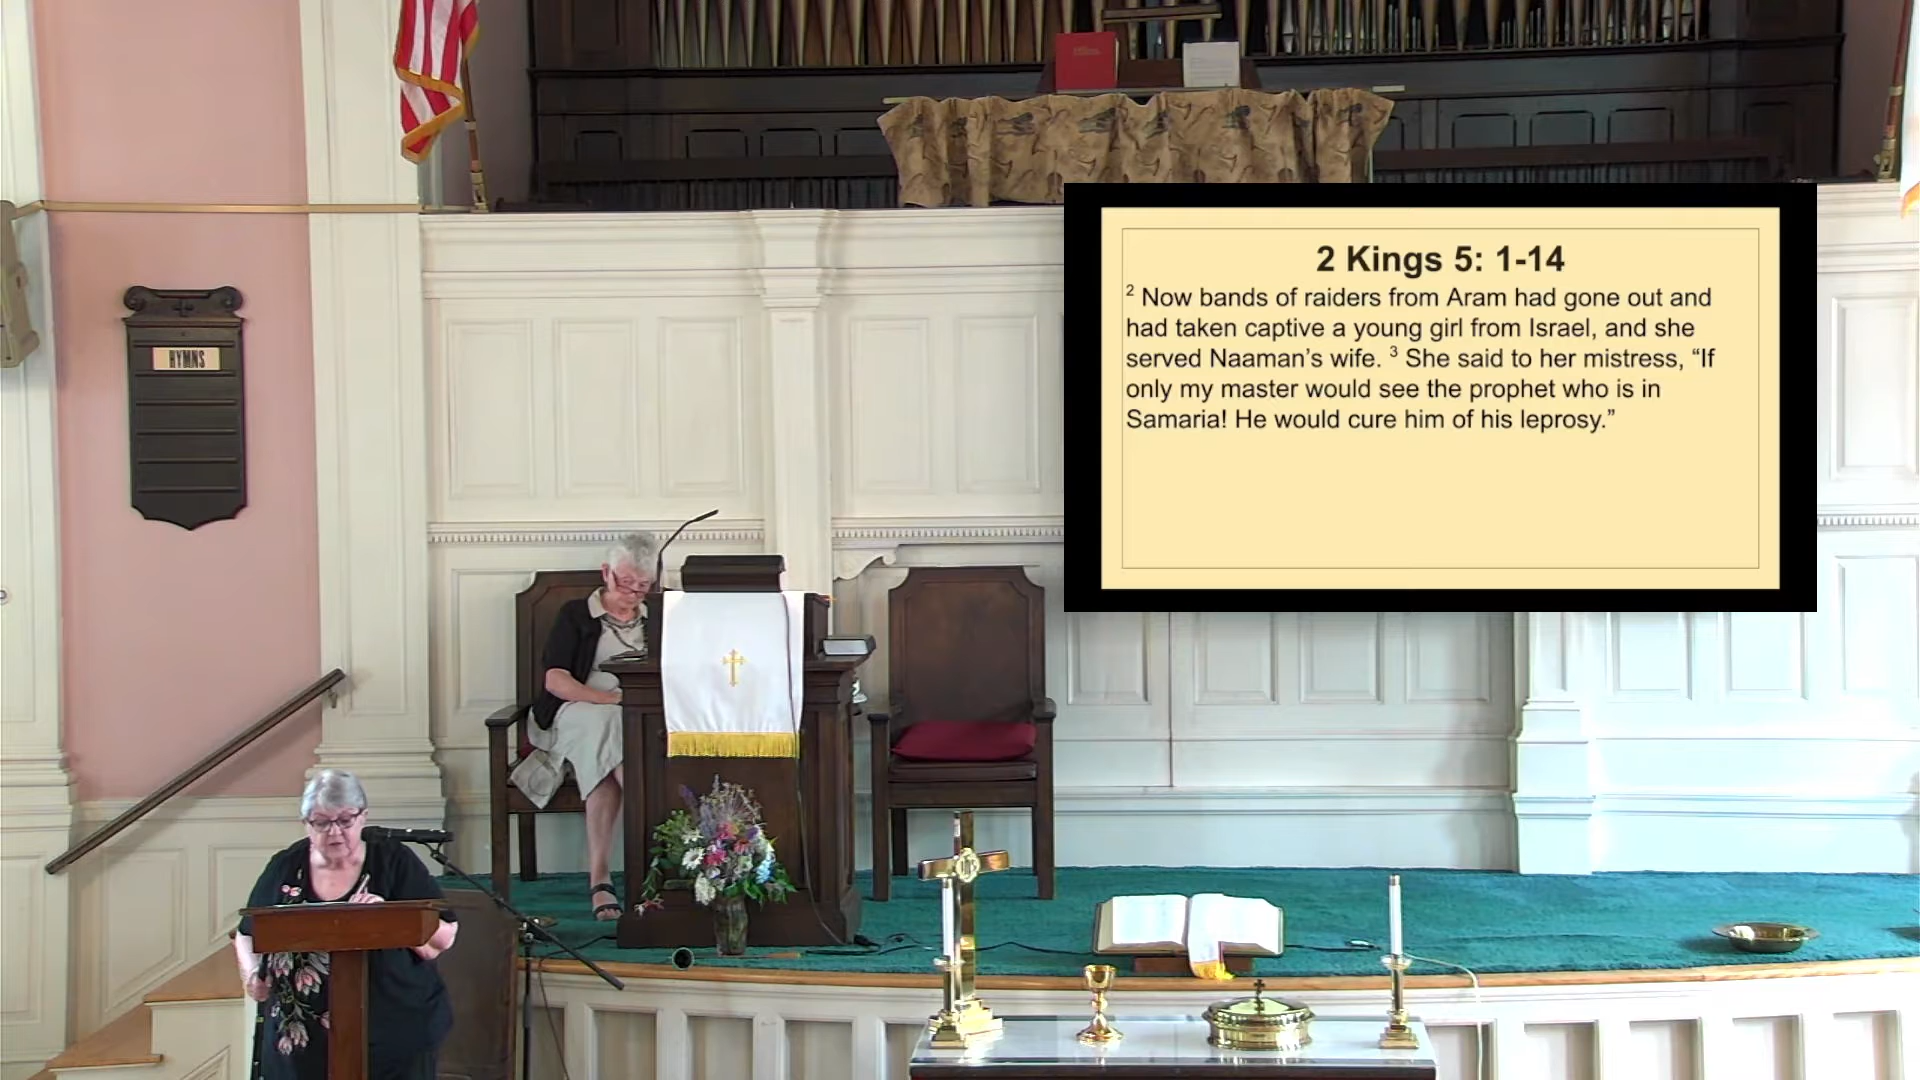 HYMNS
2 Kings 5: 1-14
2 Now bands of raiders from Aram had gone out and
had taken captive a young girl from Israel, and she
served Naaman’s wife. 3 She said to her mistress, “If
only my master would see the prophet who is in
Samaria! He would cure him of his leprosy.”